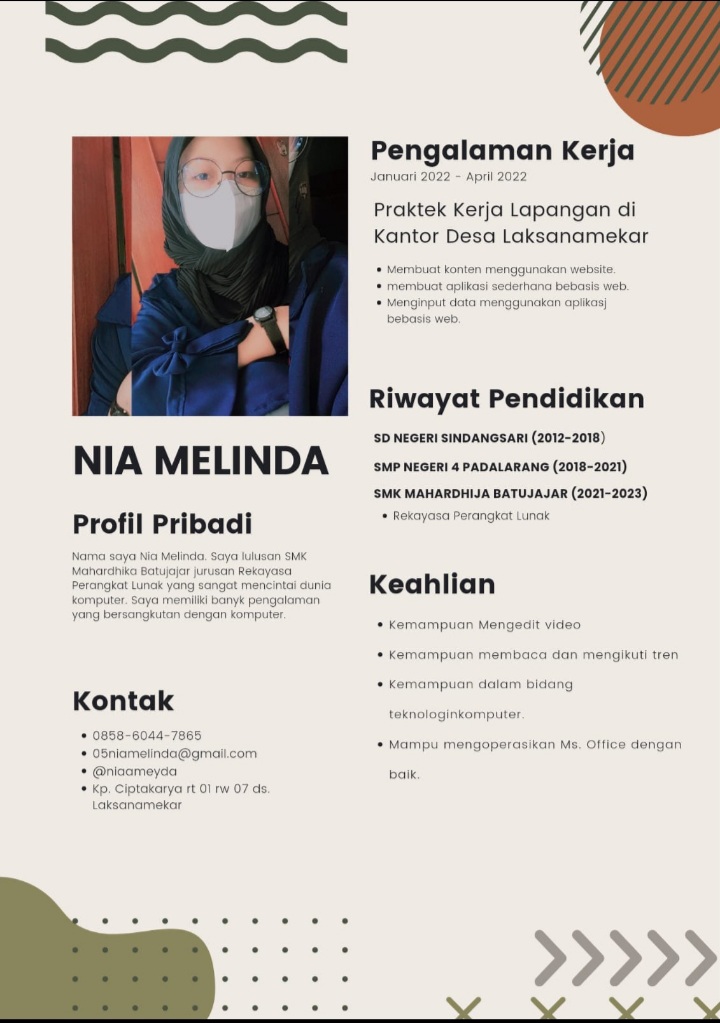 NIA MELINDA
Profil Pribadi
Nama saya Nia Melinda. Saya lulusan SMK
Mahardhika Batujajar jurusan Rekayasa
Perangkat Lunak yang sangat mencintai dunia
komputer. Saya memiliki banyk pengalaman
yang bersangkutan dengan komputer.
Kontak
0858-6044-7865
05niamelinda@gmail.com
@niaameyda
Kp. Ciptakarya rt 01 rw 07 ds.
Laksanamekar
Pengalaman Kerja
Januari 2022 - April 2022
Praktek Kerja Lapangan di
Kantor Desa Laksanamekar
Membuat konten menggunakan website.
membuat aplikasi sederhana bebasis web.
Menginput data menggunakan aplikasj
bebasis web.
Riwayat Pendidikan
SD NEGERI SINDANGSARI (2012-2018)
SMP NEGERI 4 PADALARANG (2018-2021)
SMK MAHARDHIJA BATUJAJAR (2021-2023)
Rekayasa Perangkat Lunak
Keahlian
Kemampuan Mengedit video
Kemampuan membaca dan mengikuti tren
Kemampuan dalam bidang
teknologinkomputer.
Mampu mengoperasikan Ms. Office dengan
baik.